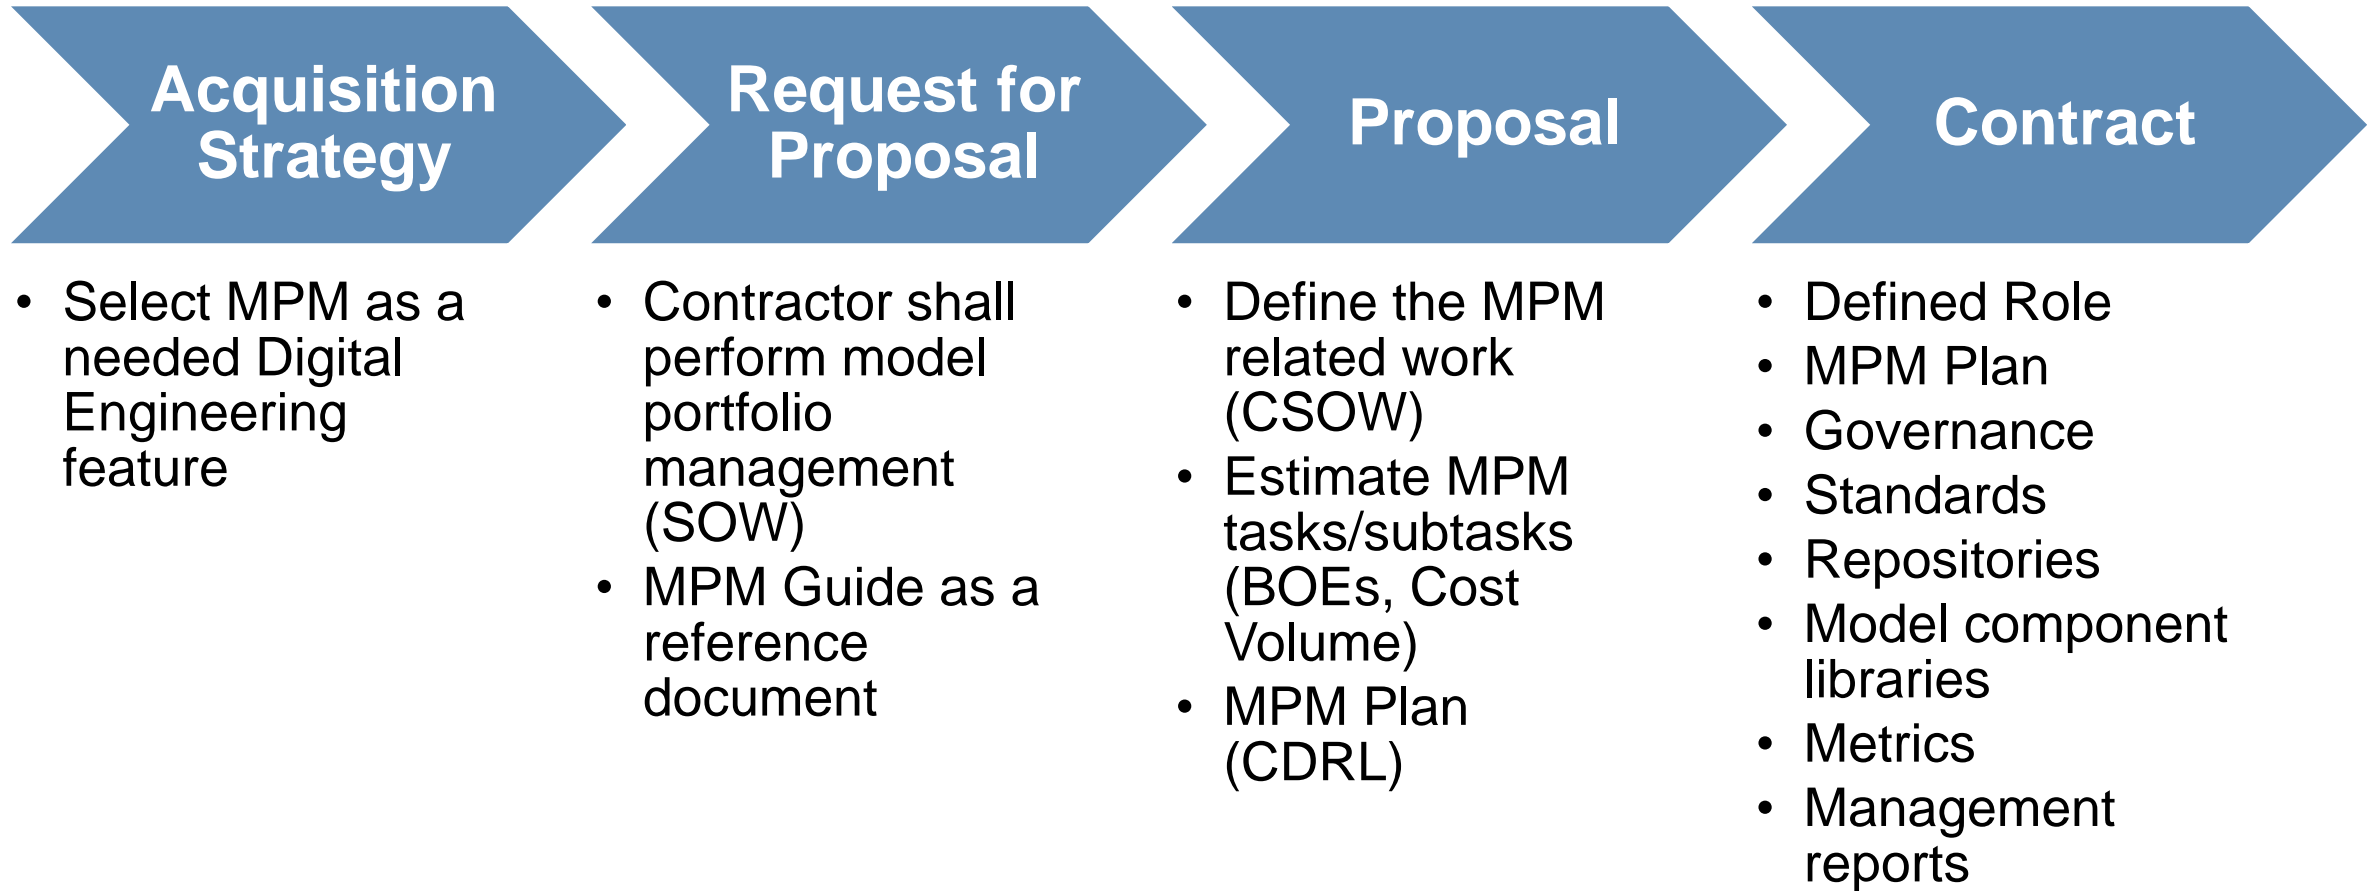 Acquisition
Strategy
• Select MPM as a
needed Digital
Engineering
feature
Request for
Proposal
• Contractor shall
perform model
portfolio
management
(SOW)
• MPM Guide as a
reference
document
Proposal
• Define the MPM
related work
(CSOW)
• Estimate MPM
tasks/subtasks
(BOEs, Cost
Volume)
• MPM Plan
(CDRL)
Contract
• Defined Role
• MPM Plan
• Governance
• Standards
• Repositories
• Model component
libraries
• Metrics
• Management
reports